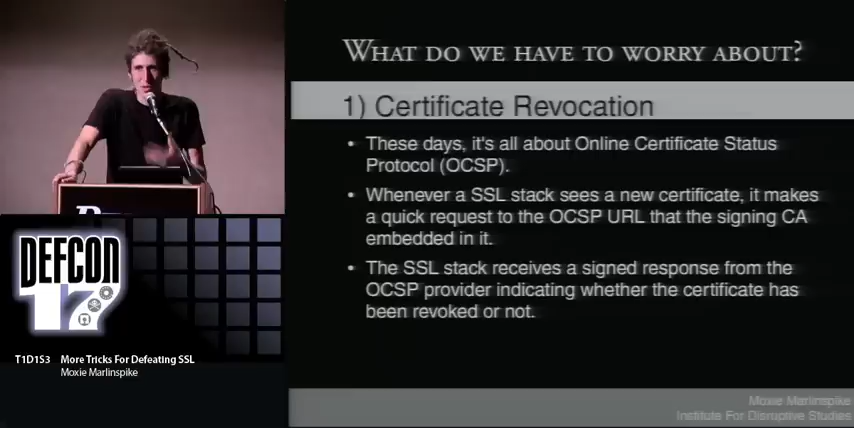 WHAT DO WE HAVE TO WORRY ABOUT?
1) Certificate Revocation
• These days, it's all about Online Certificate Status
Protocol (OCSP).
• Whenever a SSL stack sees a new certificate, it makes
a quick request to the OCSP URL that the signing CA
embedded in it.
• The SSL stack receives a signed response from the
OCSP provider indicating whether the certificate has
been revoked or not.
DEFCON
17
T1D1S3 More Tricks For Defeating SSL
Moxie Marlinspike
Moxie Marlinspike
Institute For Disruptive Studies